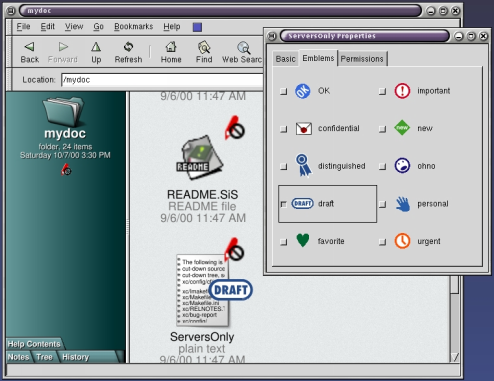 mydoc
File Edit View Go Bookmarks Help
Back Forward Up Refresh Home Find Web Searc
Location: /mydoc
mydoc
folder, 24 items
Saturday 10/7/00 3:30 PM
Help Contents
Notes Tree History
9/6/00 11:47 AM
README
README.SiS
README file
9/6/00 11:47 AM
The following is
cut-down source
cut-down tree, s
xc/config/c
xc/Imakefi
xc/Makefile
xc/Makefile.ini
xc/RELNOTES.
xc/bug-report
xc/config/
DRAFT
ServersOnly
plain text
9/6/00 11:47 AM
ServersOnly Properties
Basic Emblems Permissions
OK
important
confidential
new
new
distinguished
ohno
DRAFT draft
personal
favorite
urgent